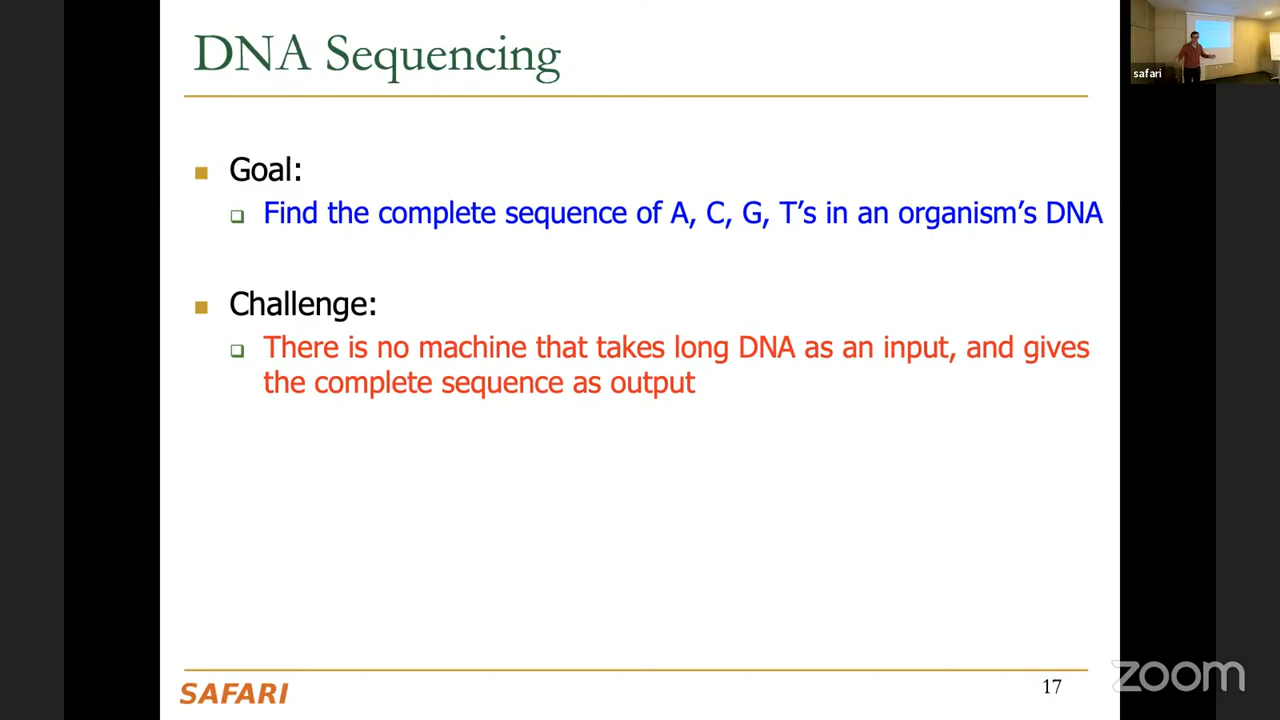 DNA Sequencing
safari
Goal:
Find the complete sequence of A, C, G, T’s in an organism’s DNA
Challenge:
There is no machine that takes long DNA as an input, and gives
the complete sequence as output
SAFARI
17
zoom